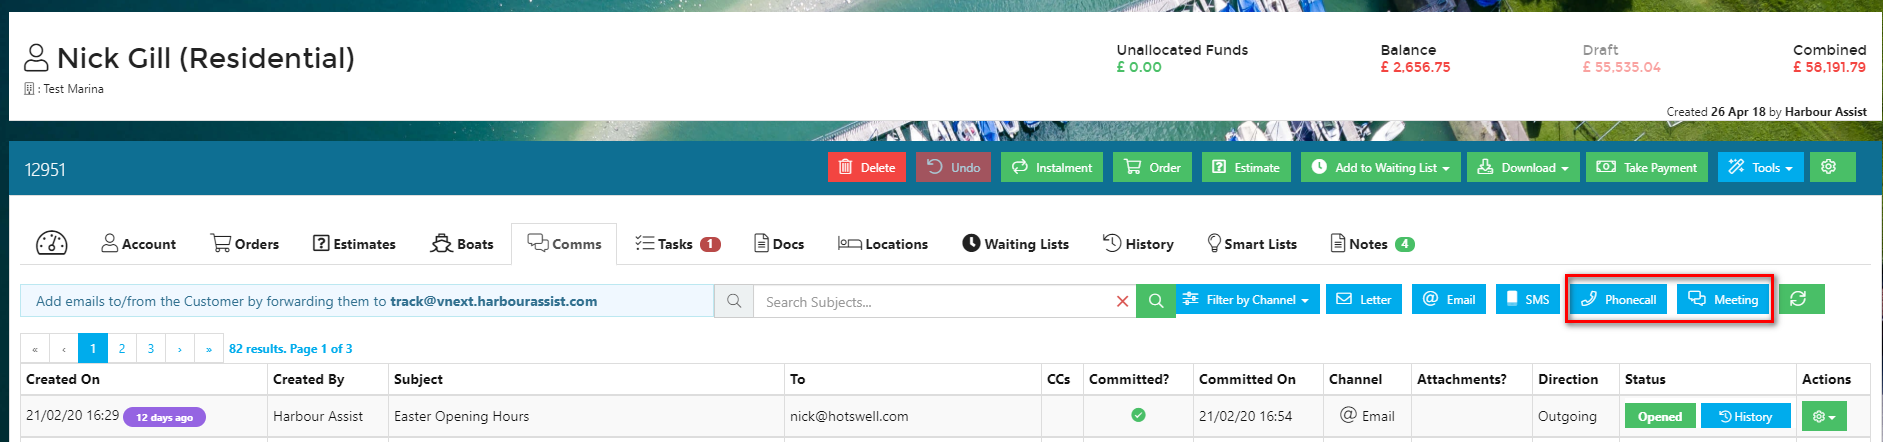 Nick Gill (Residential)
: Test Marina
Unallocated Funds Balance Draft Combined
£ 0.00 £ 2,656.75 £ 55,535.04 £ 58,191.79
Created 26 Apr 18 by Harbour Assist
12951 Delete Undo Instalment Order Estimate Add to Waiting List Download Take Payment Tools
Account Orders Estimates Boats Comms Tasks 1 Docs Locations Waiting Lists History Smart Lists Notes 4
Add emails to/from the Customer by forwarding them to track@vnext.harbourassist.com Search Subjects... Filter by Channel Letter Email SMS Phonecall Meeting
« ‹ 1 2 3 › » 82 results. Page 1 of 3
Created On Created By Subject To CCs Committed? Committed On Channel Attachments? Direction Status Actions
21/02/20 16:29 12 days ago Harbour Assist Easter Opening Hours nick@hotswell.com 21/02/20 16:54 Email Outgoing Opened History